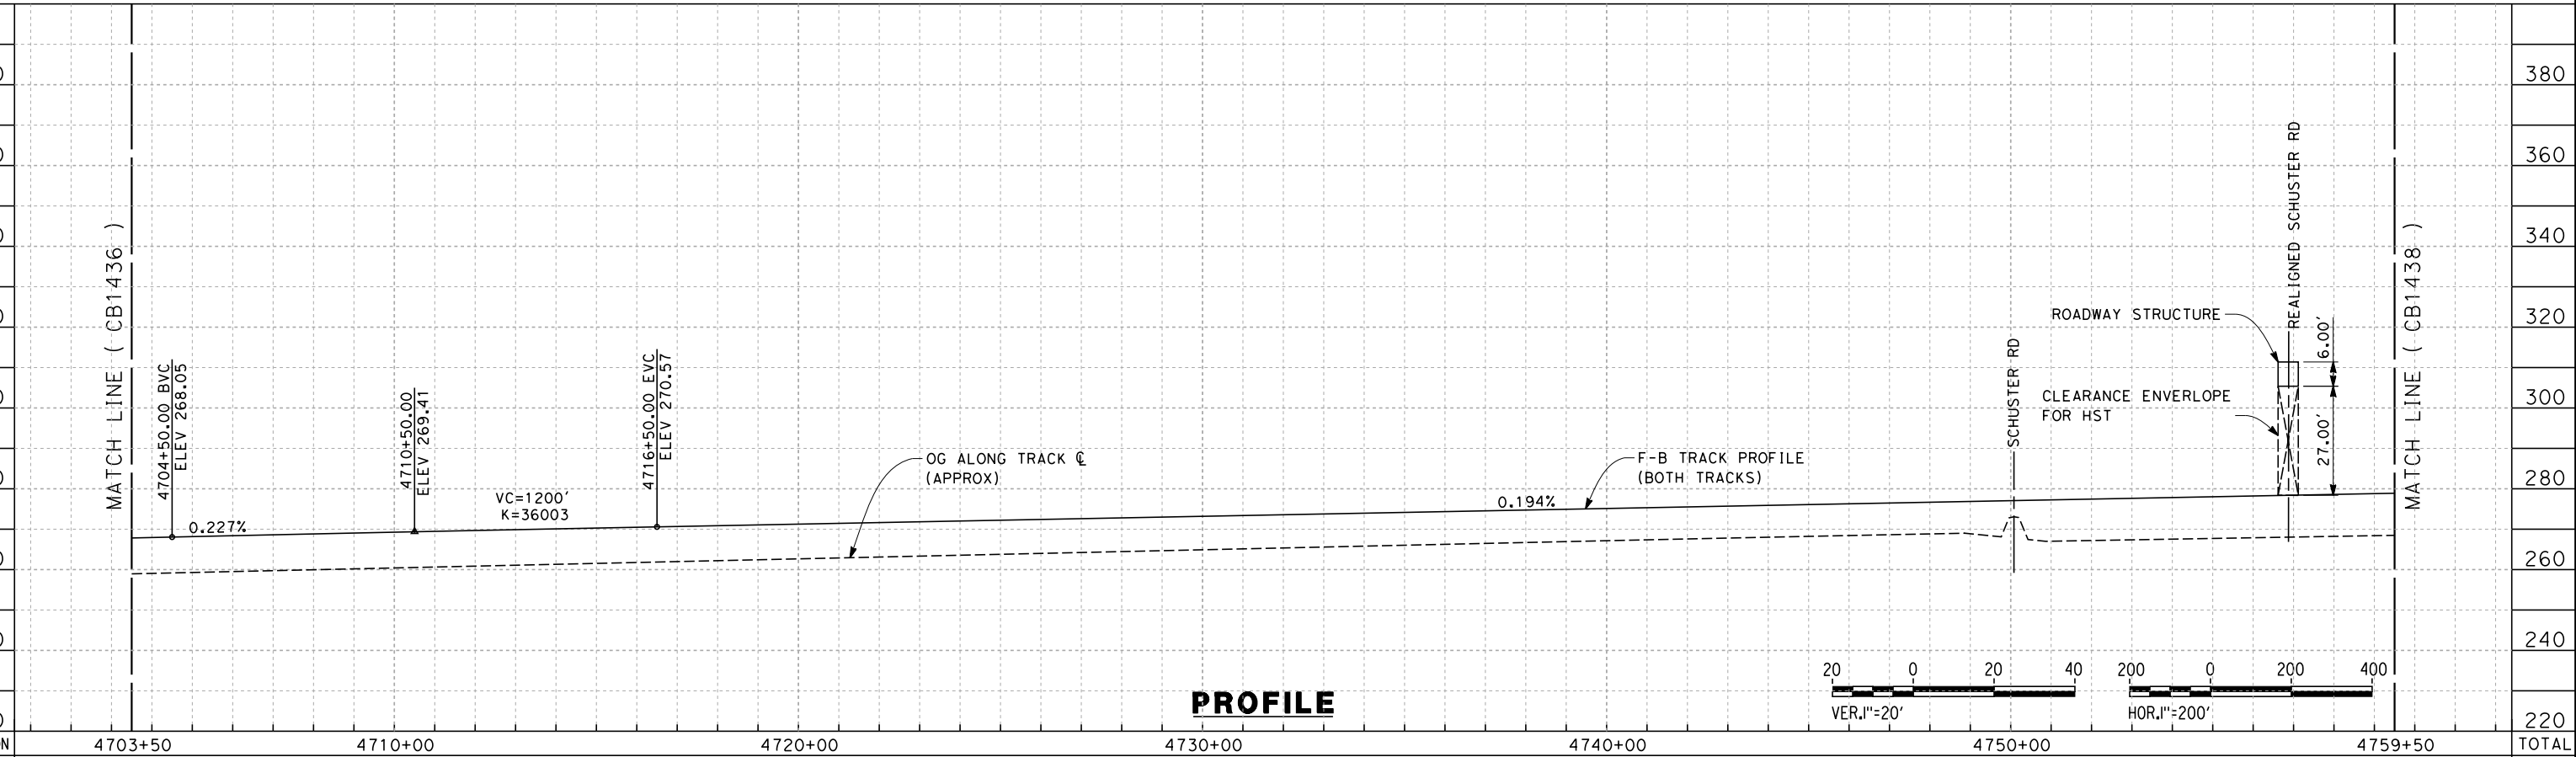 380
360
340
320
300
280
260
240
220
MATCH LINE ( CB1436 )
4704+50.00 BVC
ELEV 268.05
0.227%
4710+50.00
ELEV 269.41
VC=1200'
K=36003
4716+50.00 EVC
ELEV 270.57
OG ALONG TRACK ℄
(APPROX)
0.194%
F-B TRACK PROFILE
(BOTH TRACKS)
SCHUSTER RD
ROADWAY STRUCTURE
CLEARANCE ENVERLOPE
FOR HST
REALIGNED SCHUSTER RD
6.00'
27.00'
MATCH LINE ( CB1438 )
PROFILE
20 0 20 40
VER.1"=20'
200 0 200 400
HOR.1"=200'
4703+50 4710+00 4720+00 4730+00 4740+00 4750+00 4759+50 TOTAL